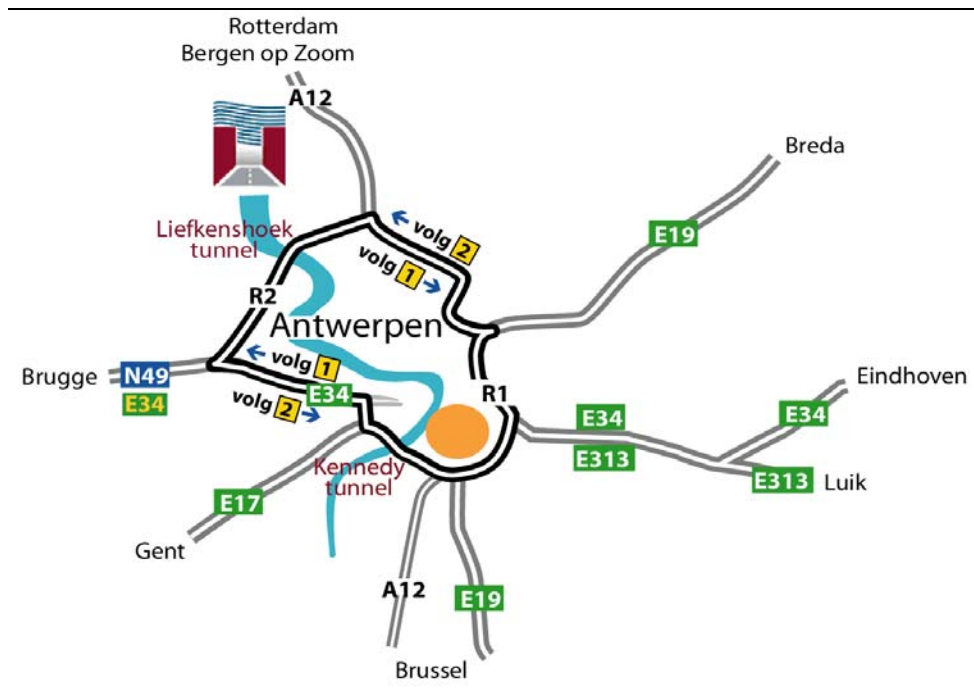 Rotterdam
Bergen op Zoom
A12
Breda
Liefkenshoek
tunnel
volg 2
E19
volg 1
R2
Antwerpen
volg 1
Brugge
N49
E34
E34
R1
Eindhoven
volg 2
E34
E34
E313
Kennedy
tunnel
E313
Luik
E17
Gent
A12
E19
Brussel